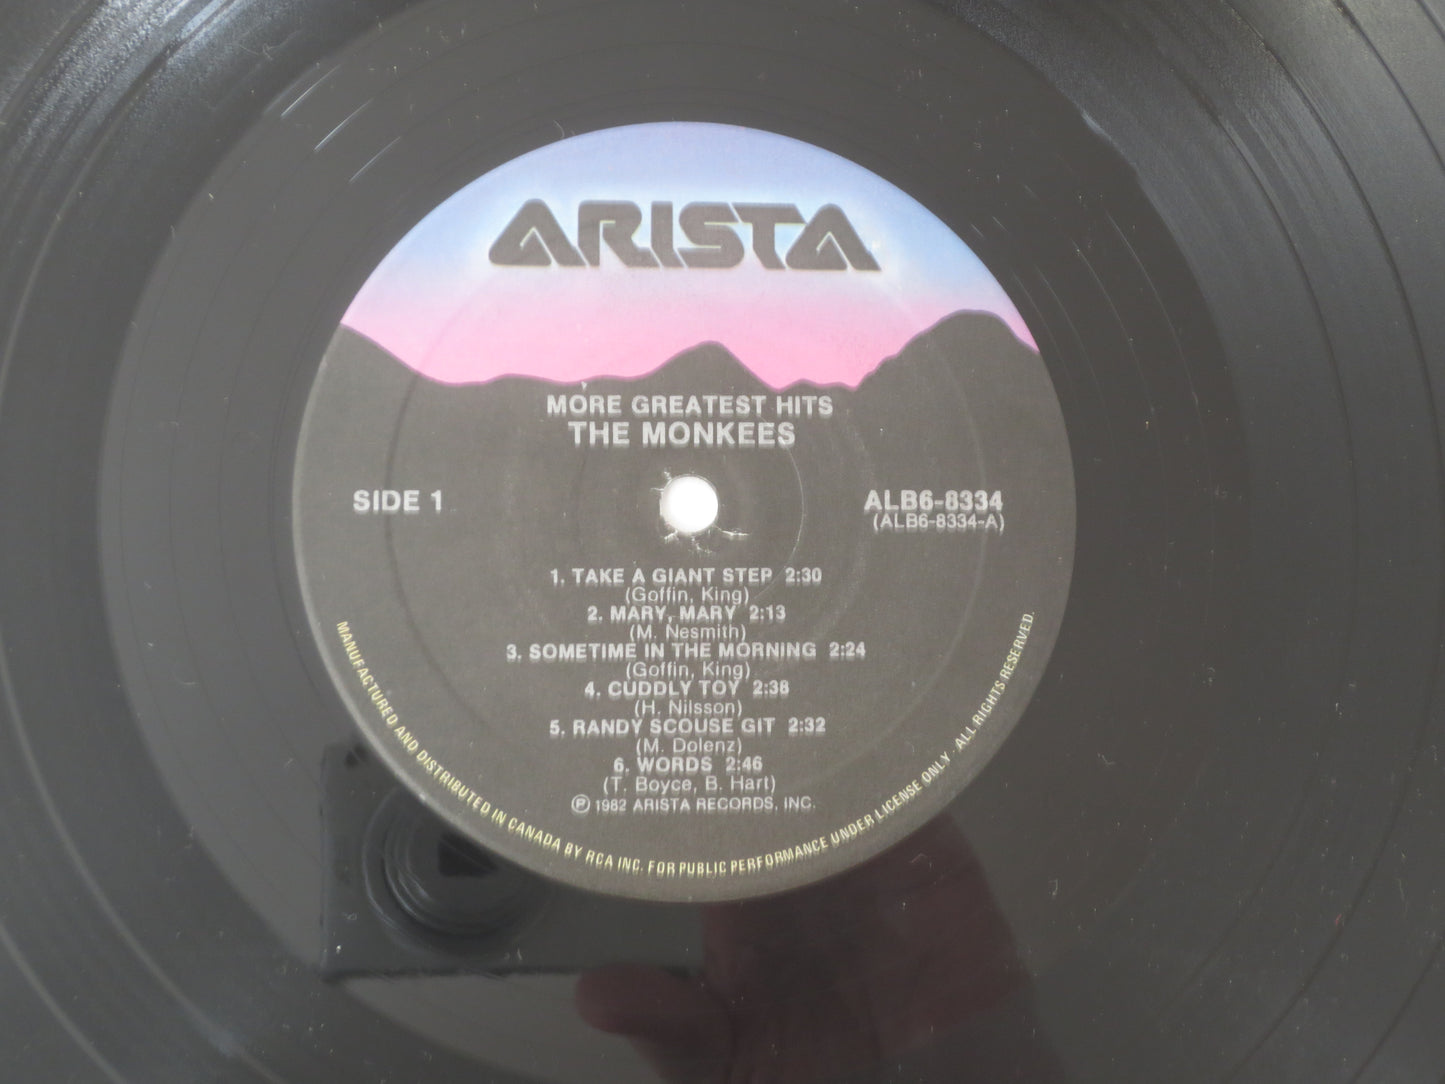 ARISTA
MORE GREATEST HITS
THE MONKEES
SIDE 1
ALB6-8334
(ALB6-8334-A)
1. TAKE A GIANT STEP 2:30
(Goffin, King)
2. MARY, MARY 2:13
(M. Nesmith)
3. SOMETIME IN THE MORNING 2:24
(Goffin, King)
4. CUDDLY TOY 2:38
(H. Nilsson)
5. RANDY SCOUSE GIT 2:32
(M. Dolenz)
6. WORDS 2:46
(T. Boyce, B. Hart)
℗ 1982 ARISTA RECORDS, INC.
MANUFACTURED AND DISTRIBUTED IN CANADA BY RCA INC. FOR PUBLIC PERFORMANCE UNDER LICENSE ONLY · ALL RIGHTS RESERVED.